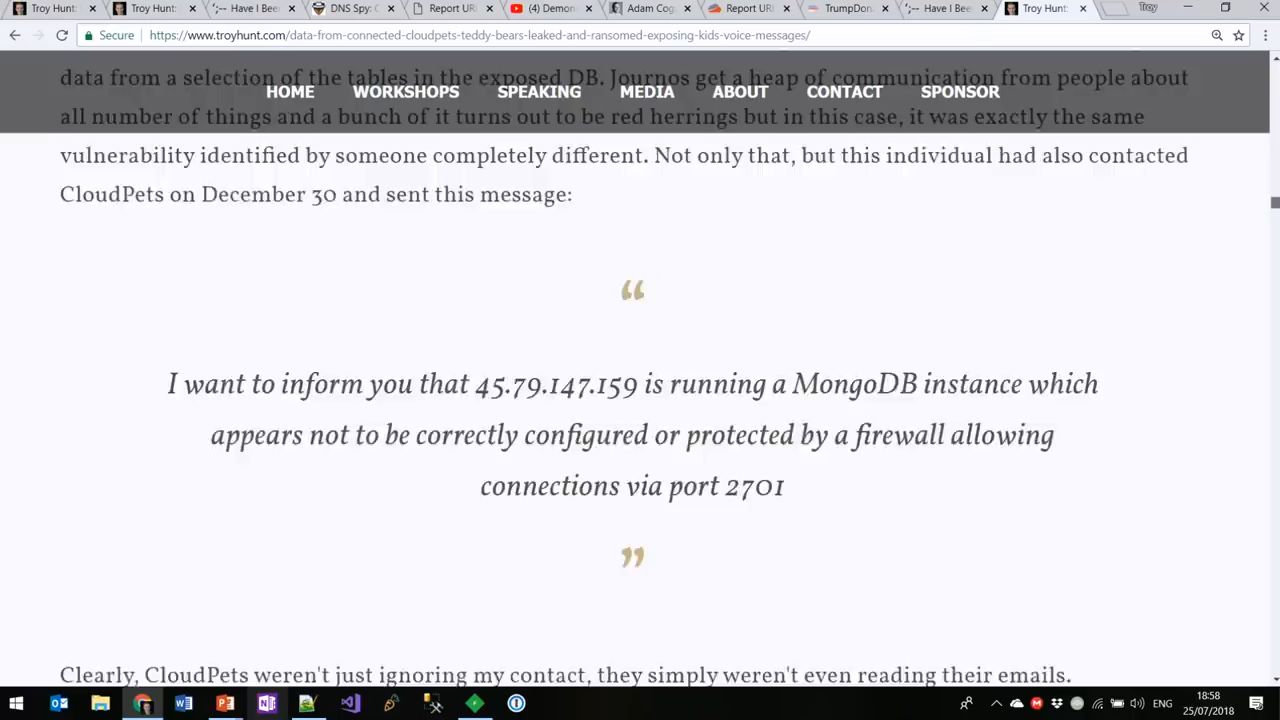 Troy Hunt:
Troy Hunt:
Have I Bee
DNS Spy: C
Report URI
(4) Demon
Adam Cog
Report URI
TrumpDon
Have I Bee
Troy Hunt:
Troy
Secure
https://www.troyhunt.com/data-from-connected-cloudpets-teddy-bears-leaked-and-ransomed-exposing-kids-voice-messages/
data from a selection of the tables in the exposed DB. Journos get a heap of communication from people about
HOME WORKSHOPS SPEAKING MEDIA ABOUT CONTACT SPONSOR
all number of things and a bunch of it turns out to be red herrings but in this case, it was exactly the same
vulnerability identified by someone completely different. Not only that, but this individual had also contacted
CloudPets on December 30 and sent this message:
“
I want to inform you that 45.79.147.159 is running a MongoDB instance which
appears not to be correctly configured or protected by a firewall allowing
connections via port 2701
”
Clearly, CloudPets weren't just ignoring my contact, they simply weren't even reading their emails.
ENG
18:58
25/07/2018